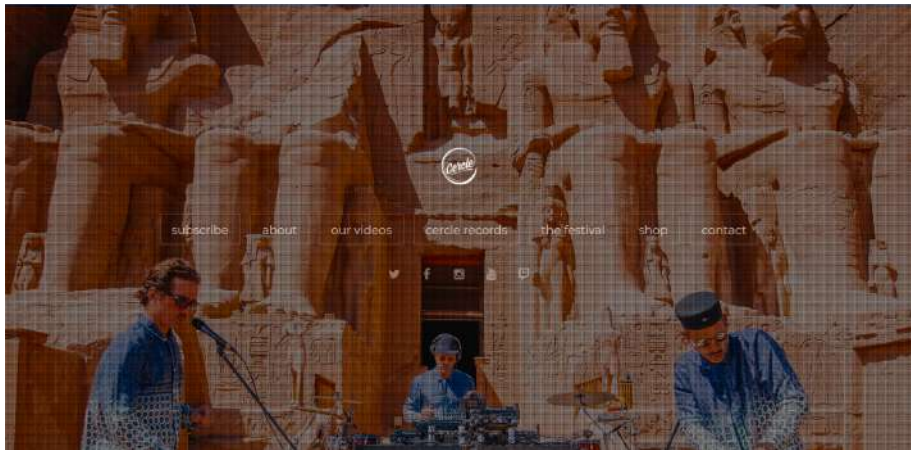 Cercle
subscribe about our videos cercle records the festival shop contact